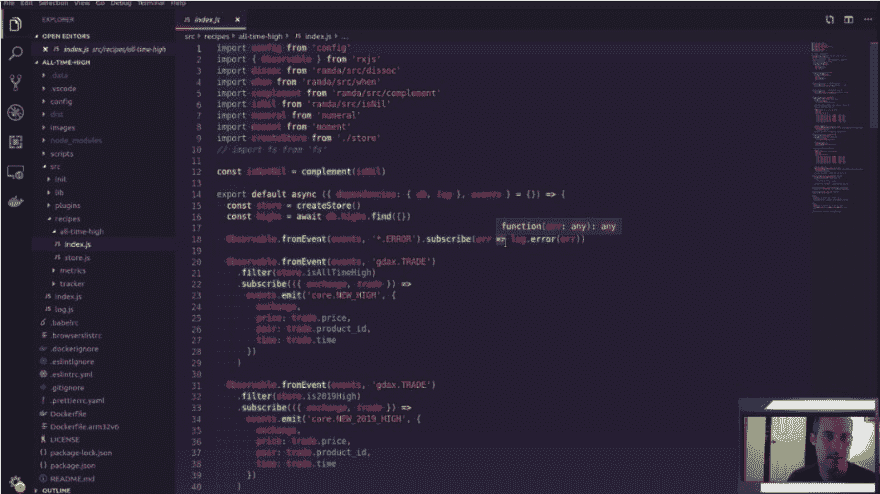 File Edit Selection View Go Debug Terminal Help
EXPLORER
OPEN EDITORS
index.js src/recipes/all-time-high
ALL-TIME-HIGH
.data
.vscode
config
dist
images
node_modules
scripts
src
init
lib
plugins
recipes
all-time-high
index.js
store.js
metrics
tracker
index.js
log.js
.babelrc
.browserslistrc
.dockerignore
.eslintignore
.eslintrc.yml
.gitignore
.prettierrc.yaml
Dockerfile
Dockerfile.arm32v6
LICENSE
package-lock.json
package.json
README.md
OUTLINE
index.js
src recipes all-time-high index.js ...
1 import config from 'config'
2 import { Observable } from 'rxjs'
3 import dissoc from 'ramda/src/dissoc'
4 import when from 'ramda/src/when'
5 import complement from 'ramda/src/complement'
6 import isNil from 'ramda/src/isNil'
7 import numeral from 'numeral'
8 import moment from 'moment'
9 import createStore from './store'
10 // import fs from 'fs'
11
12 const isNotNil = complement(isNil)
13
14 export default async ({ dependencies: { db, log }, events } = {}) => {
15 const store = createStore()
16 const highs = await db.highs.find({})
17
function(err: any): any
18 Observable.fromEvent(events, '*.ERROR').subscribe(err => log.error(err))
19
20 Observable.fromEvent(events, 'gdax.TRADE')
21 .filter(store.isAllTimeHigh)
22 .subscribe(({ exchange, trade }) =>
23 events.emit('core.NEW_HIGH', {
24 exchange,
25 price: trade.price,
26 pair: trade.product_id,
27 time: trade.time
28 })
29 )
30
31 Observable.fromEvent(events, 'gdax.TRADE')
32 .filter(store.is2019High)
33 .subscribe(({ exchange, trade }) =>
34 events.emit('core.NEW_2019_HIGH', {
35 exchange,
36 price: trade.price,
37 pair: trade.product_id,
38 time: trade.time
39 })
40 )